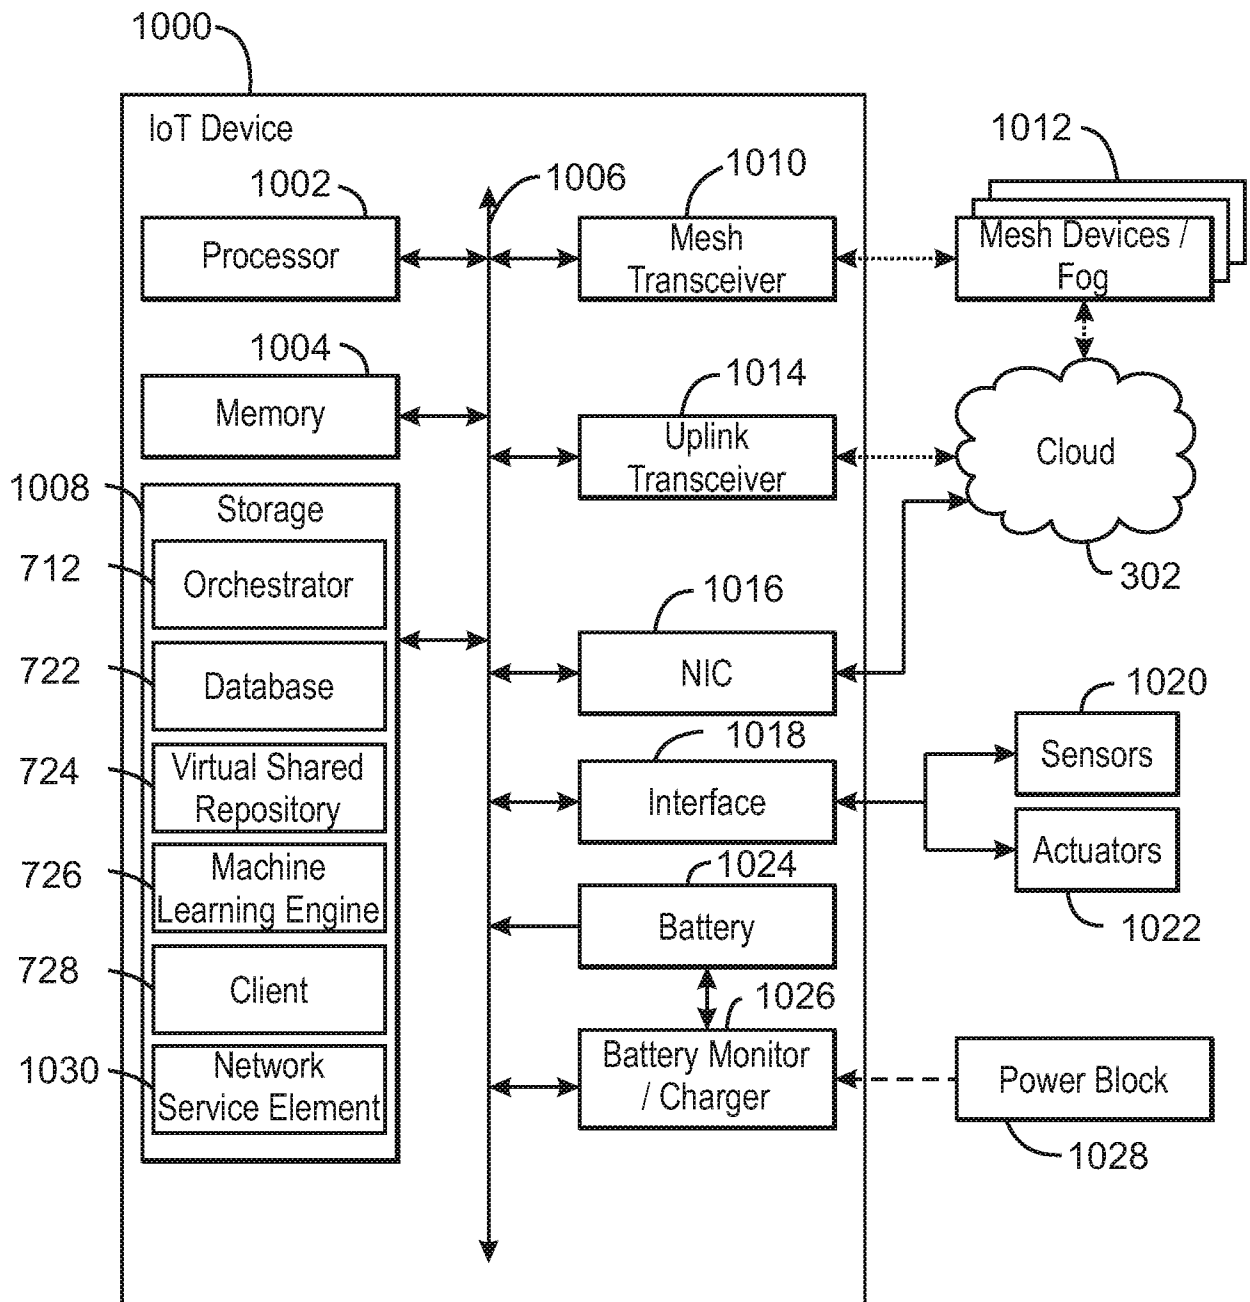 1000
IoT Device
1012
1010
1006
1002
Mesh
Transceiver
Mesh Devices /
Fog
Processor
1004
1014
Memory
Uplink
Transceiver
Cloud
1008
Storage
712
Orchestrator
302
1016
722
Database
NIC
1020
Sensors
1018
724
Virtual Shared
Repository
Interface
Actuators
1022
726
Machine
Learning Engine
1024
Battery
728
Client
1026
1030
Network
Service Element
Battery Monitor
/ Charger
Power Block
1028